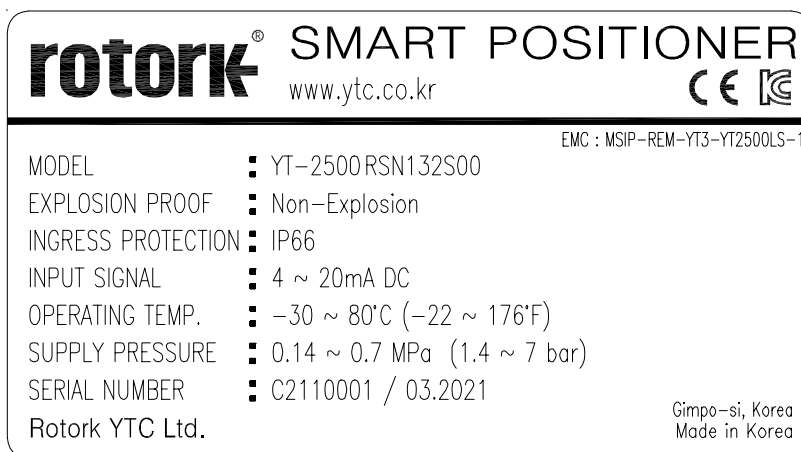 rotork® SMART POSITIONER
www.ytc.co.kr
CE
EMC : MSIP-REM-YT3-YT2500LS-1
MODEL : YT-2500RSN132S00
EXPLOSION PROOF : Non-Explosion
INGRESS PROTECTION : IP66
INPUT SIGNAL : 4 ~ 20mA DC
OPERATING TEMP. : -30 ~ 80°C (-22 ~ 176°F)
SUPPLY PRESSURE : 0.14 ~ 0.7 MPa (1.4 ~ 7 bar)
SERIAL NUMBER : C2110001 / 03.2021
Rotork YTC Ltd.
Gimpo-si, Korea
Made in Korea